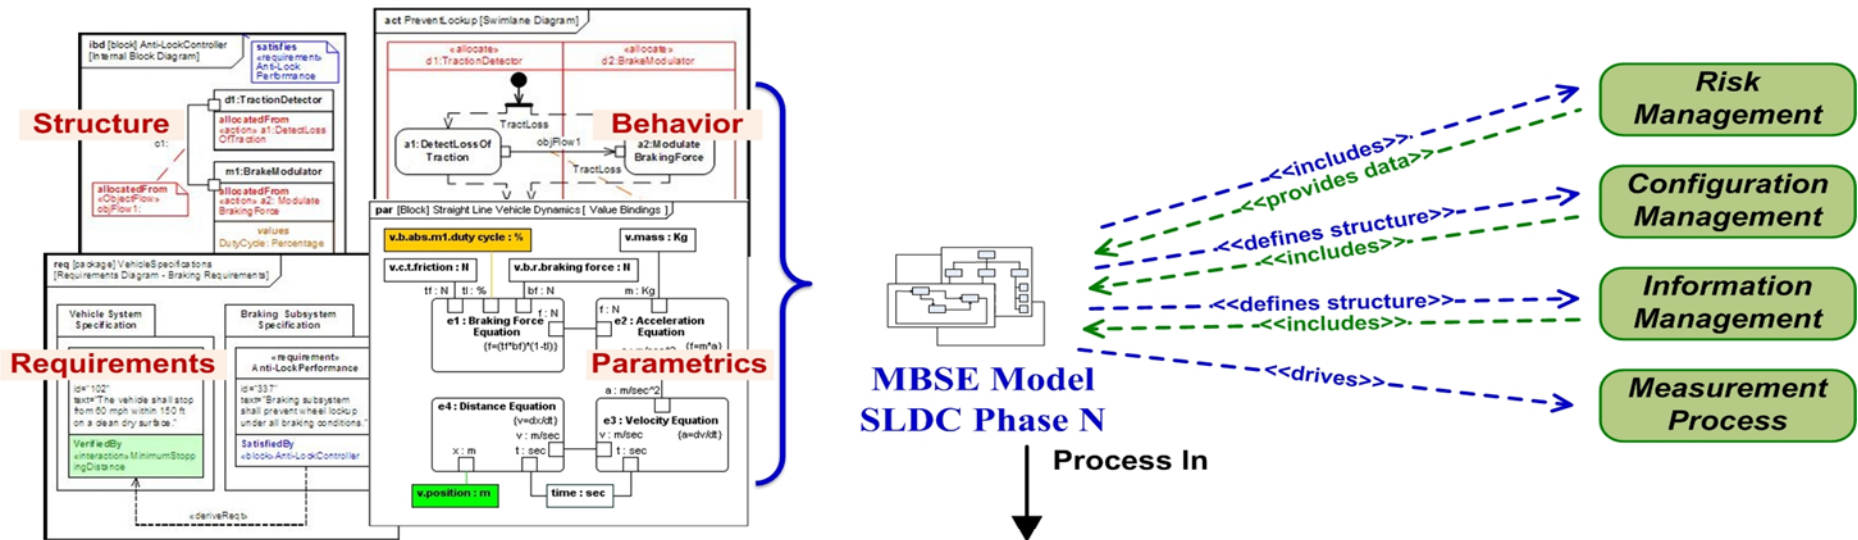 ibd [block] Anti-LockController
[Internal Block Diagram]
satisfies
«requirement»
Anti-Lock
Performance
d1:TractionDetector
allocatedFrom
«action» a1:DetectLoss
OfTraction
Structure
c1:
m1:BrakeModulator
allocatedFrom
«action» a2: Modulate
BrakingForce
values
DutyCycle: Percentage
allocatedFrom
«ObjectFlow»
objFlow1:
act PreventLockup [Swimlane Diagram]
«allocate»
d1:TractionDetector
«allocate»
d2:BrakeModulator
TractLoss
Behavior
a1:DetectLossOf
Traction
objFlow1
a2:Modulate
BrakingForce
TractLoss
req [package] VehicleSpecifications
[Requirements Diagram - Braking Requirements]
Vehicle System
Specification
Braking Subsystem
Specification
Requirements
«requirement»
Anti-LockPerformance
id="102"
text="The vehicle shall stop
from 60 mph within 150 ft
on a clean dry surface."
id="337"
text="Braking subsystem
shall prevent wheel lockup
under all braking conditions."
VerifiedBy
«interaction» MinimumStopp
ingDistance
SatisfiedBy
«block» Anti-LockController
«deriveReqt»
par [Block] Straight Line Vehicle Dynamics [ Value Bindings ]
v.b.abs.m1.duty cycle : %
v.mass : Kg
v.c.t.friction : N
v.b.r.braking force : N
tf : N
tl : %
bf : N
m : Kg
f : N
f : N
e1 : Braking Force
Equation
{f=(tf*bf)*(1-tl)}
e2 : Acceleration
Equation
{f=m*a}
Parametrics
a : m/sec^2
e4 : Distance Equation
{v=dx/dt}
v : m/sec
t : sec
x : m
e3 : Velocity Equation
v : m/sec
{a=dv/dt}
t : sec
v.position : m
time : sec
MBSE Model
SLDC Phase N
Process In
<<includes>>
<<provides data>>
<<defines structure>>
<<includes>>
<<defines structure>>
<<includes>>
<<drives>>
Risk
Management
Configuration
Management
Information
Management
Measurement
Process